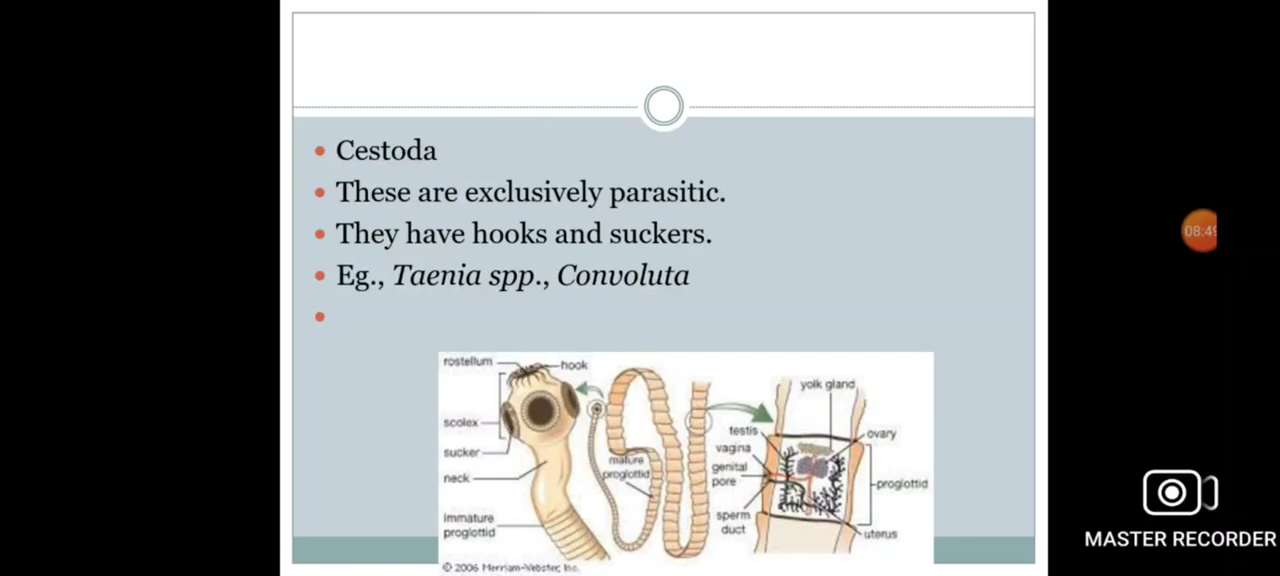 Cestoda
These are exclusively parasitic.
They have hooks and suckers.
Eg., Taenia spp., Convoluta
rostellum
hook
scolex
sucker
neck
immature
proglottid
mature
proglottid
yolk gland
testis
vagina
genital
pore
sperm
duct
ovary
proglottid
uterus
© 2006 Merriam-Webster, Inc.
08:49
MASTER RECORDER